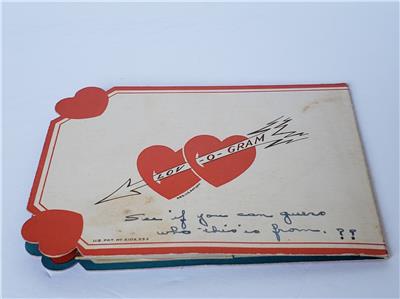 LOV-O-GRAM
See if you can guess
who this is from. ??